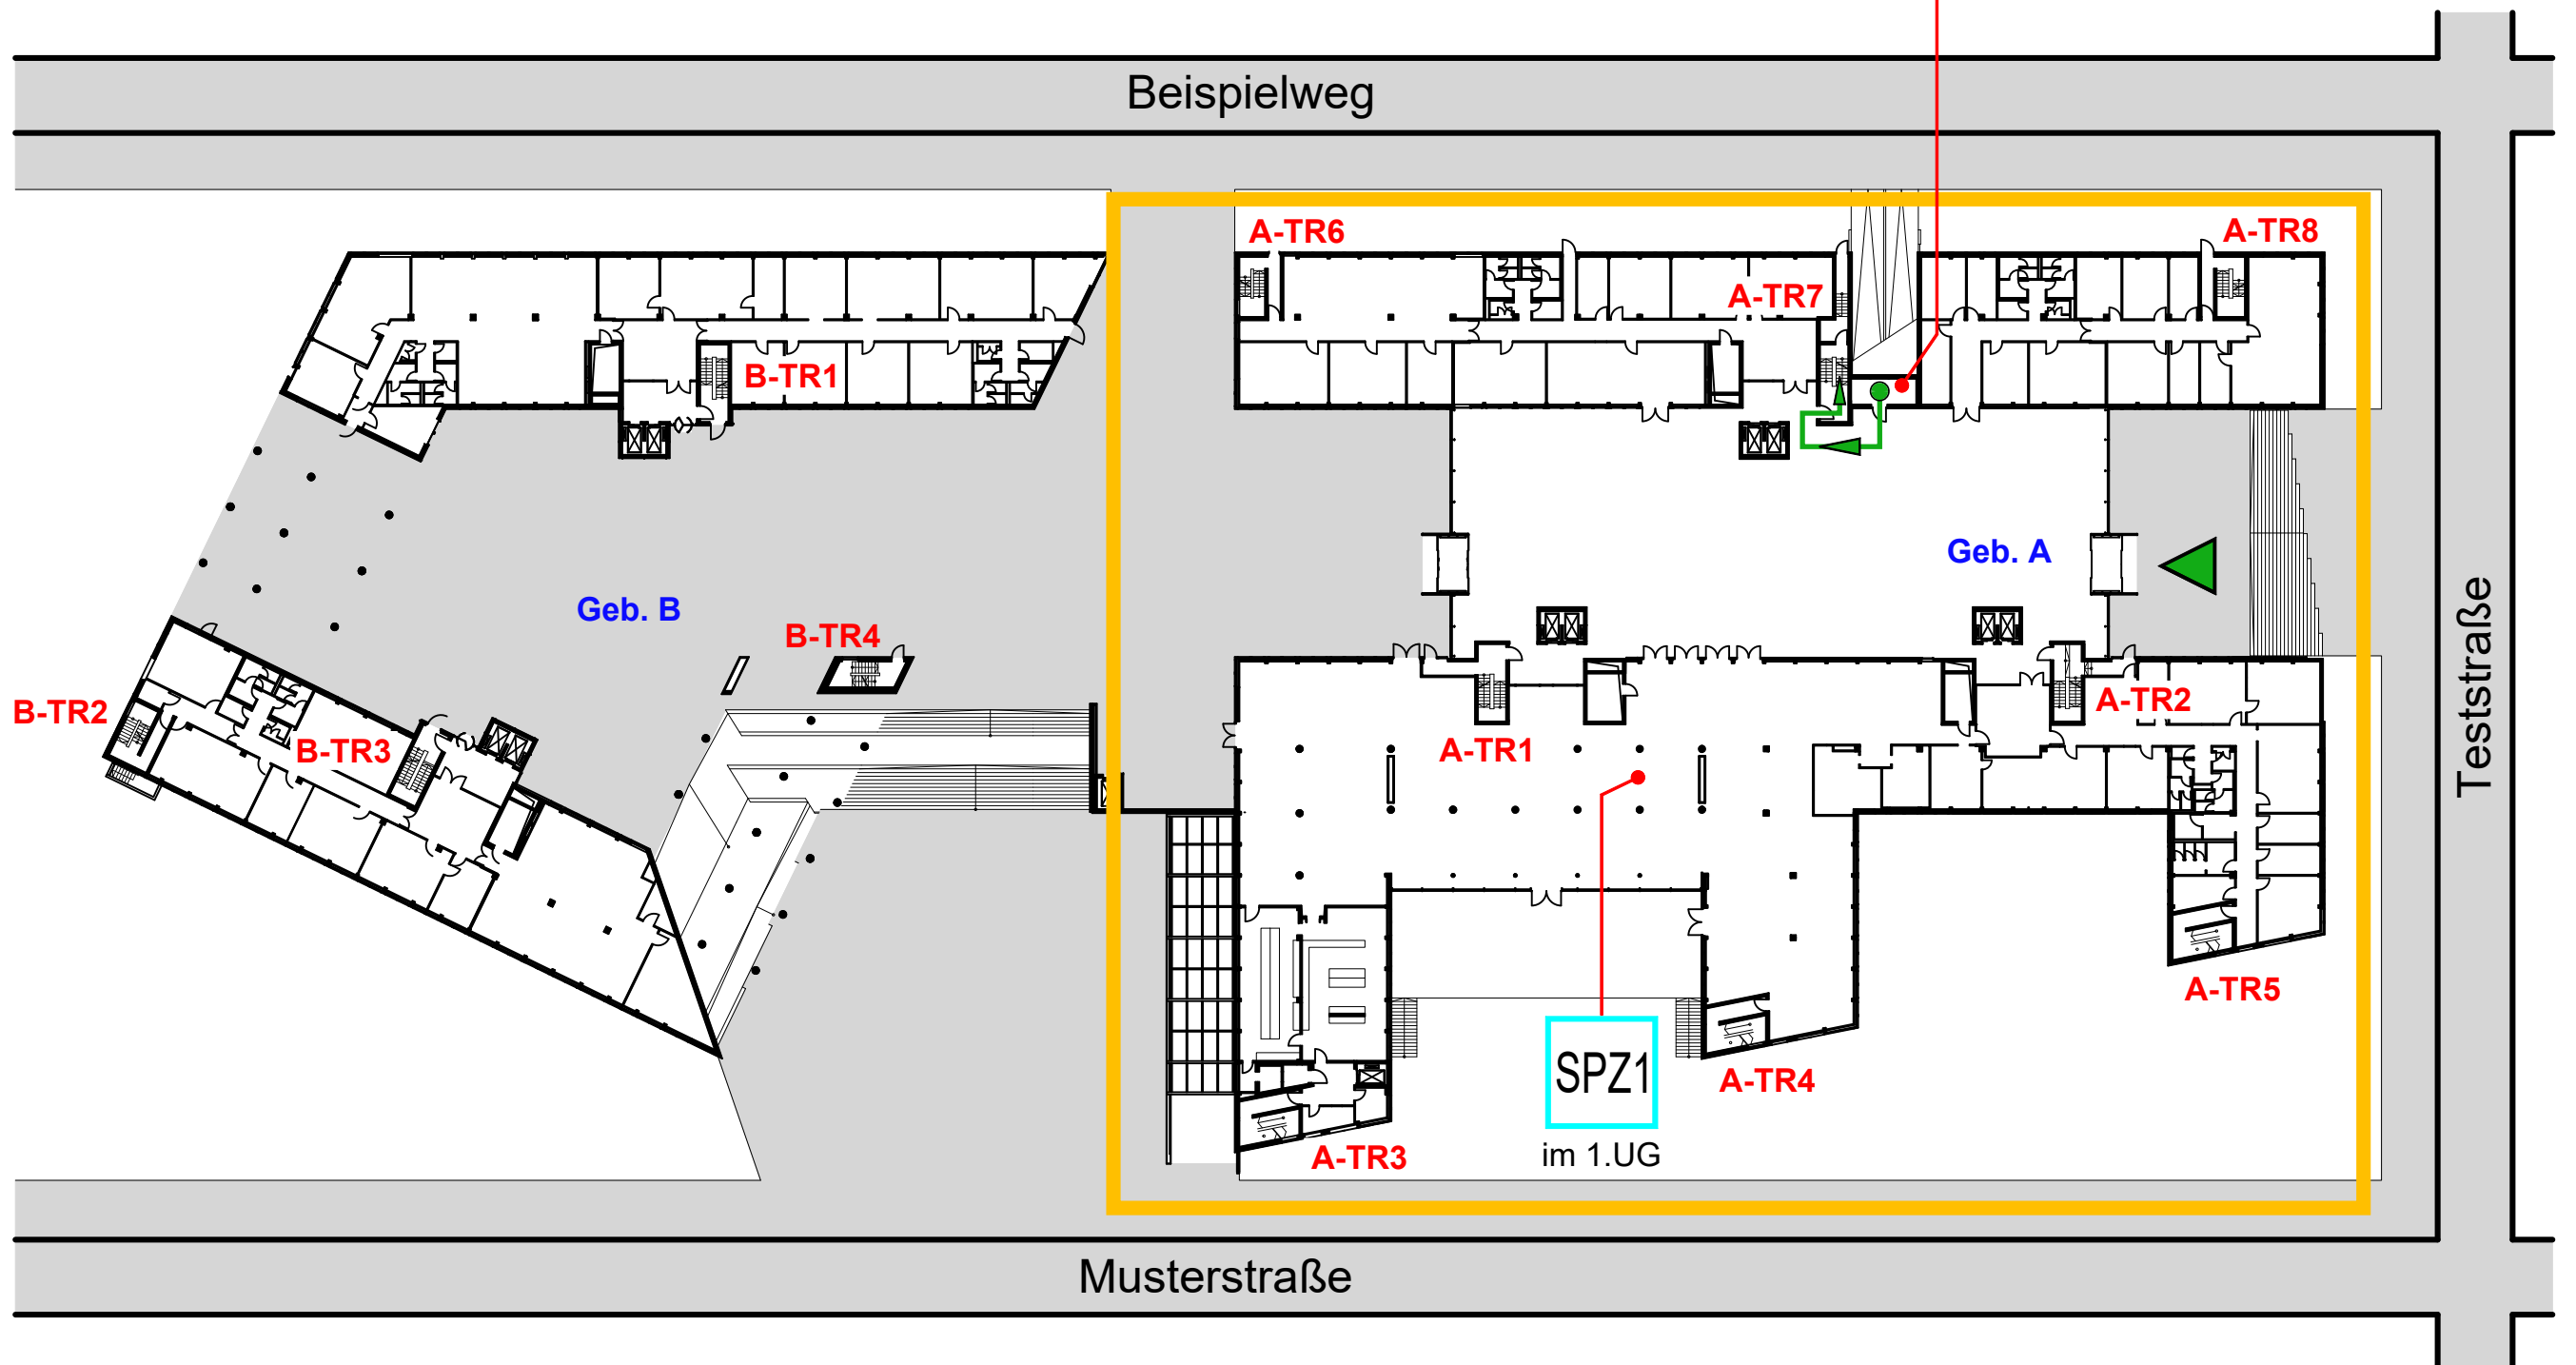 Beispielweg
A-TR6
A-TR8
A-TR7
B-TR1
Geb. A
Geb. B
B-TR4
Teststraße
B-TR2
B-TR3
A-TR1
A-TR2
A-TR5
SPZ1
A-TR4
im 1.UG
A-TR3
Musterstraße